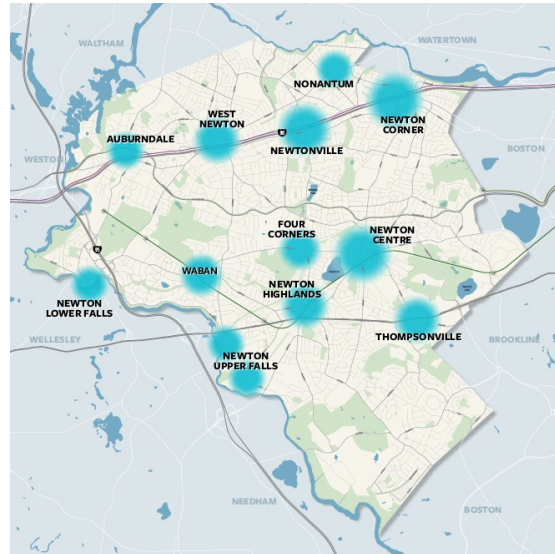 WALTHAM
WATERTOWN
NONANTUM
WEST
NEWTON
NEWTON
CORNER
AUBURNDALE
NEWTONVILLE
WESTON
BOSTON
FOUR
CORNERS
NEWTON
CENTRE
WABAN
NEWTON
HIGHLANDS
NEWTON
LOWER FALLS
THOMPSONVILLE
WELLESLEY
BROOKLINE
NEWTON
UPPER FALLS
NEEDHAM
BOSTON